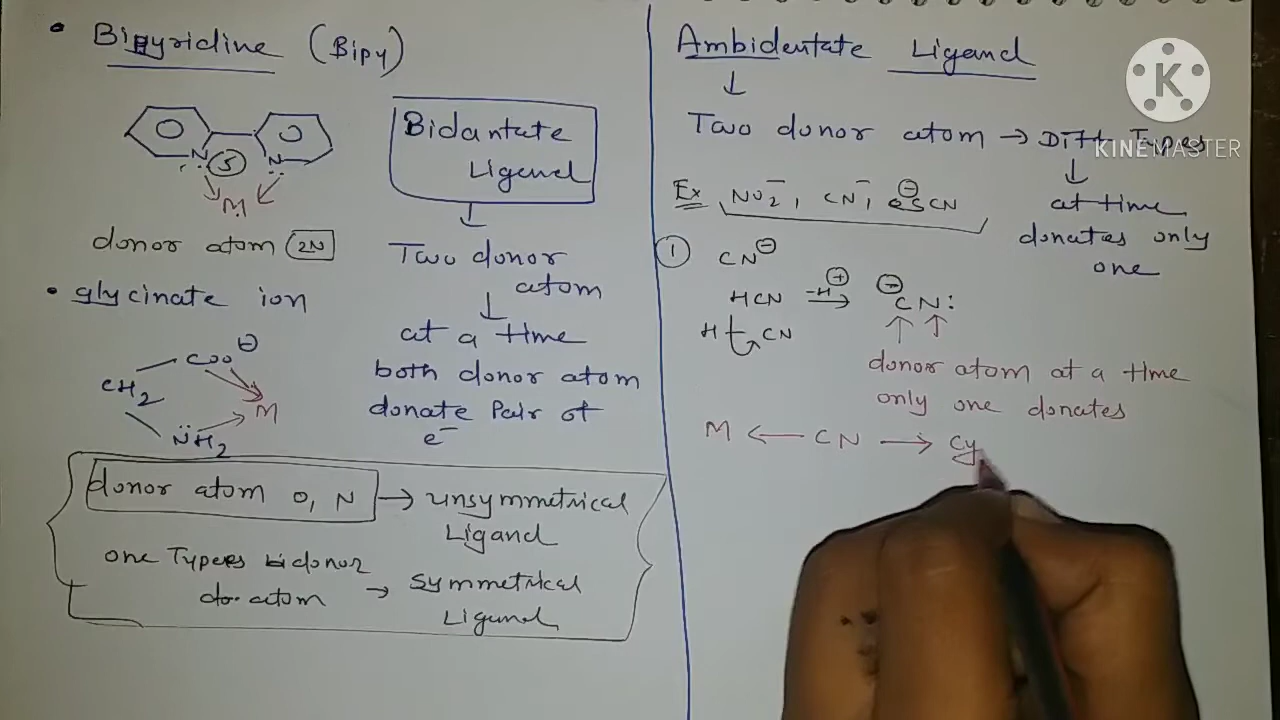 • Bipyridine (Bipy)
N 5 N
M
donor atom 2N
Bidantate
Ligand
Two donor
atom
at a time
both donor atom
donate Pair of
e⁻
• glycinate ion
COO⊖
CH2
M
NH2
donor atom O, N → unsymmetrical
Ligand
one Types donor
atom → symmetrical
Ligand
Ambidentate Ligand
Two donor atom → Diff Types
at time
donates only
one
Ex NO2⁻, CN⁻, ⊖SCN
① CN⊖
HCN -H⊕ → ⊖CN:
H CN
donor atom at a time
only one donates
M ← CN → Cy
K
KINEMASTER